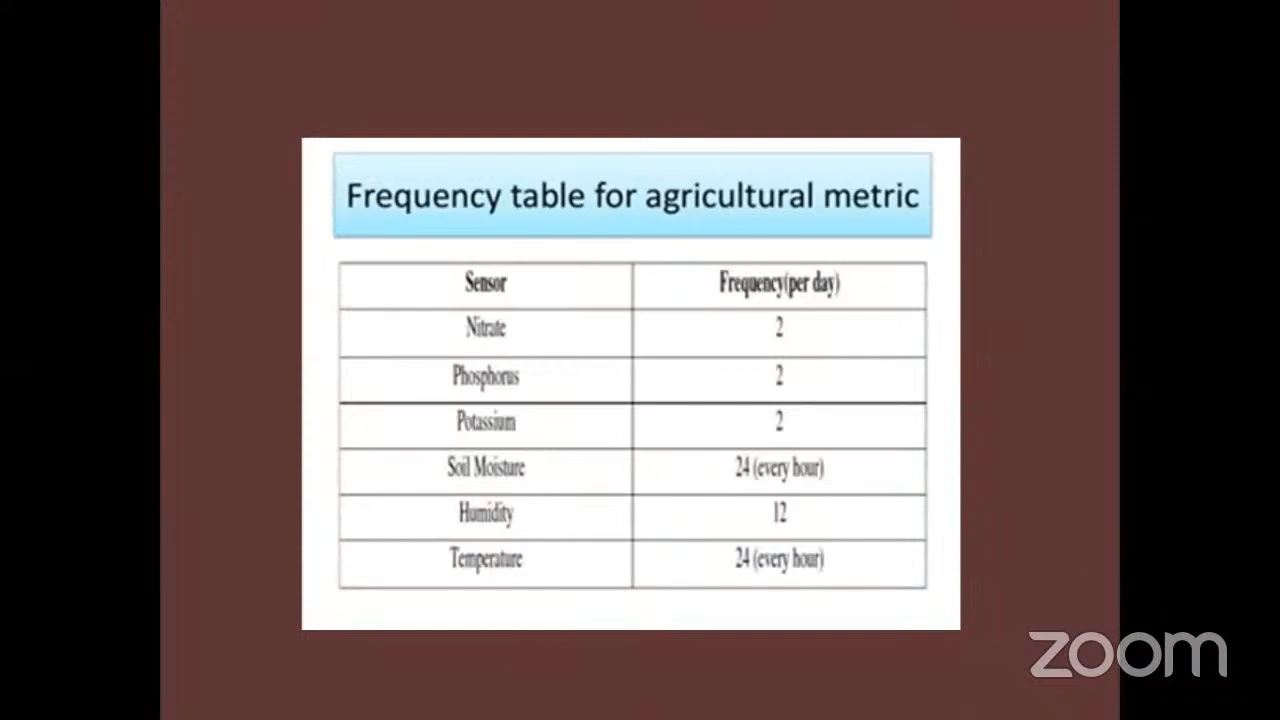 Frequency table for agricultural metric
Sensor Frequency(per day)
Nitrate 2
Phosphorus 2
Potassium 2
Soil Moisture 24 (every hour)
Humidity 12
Temperature 24 (every hour)
zoom